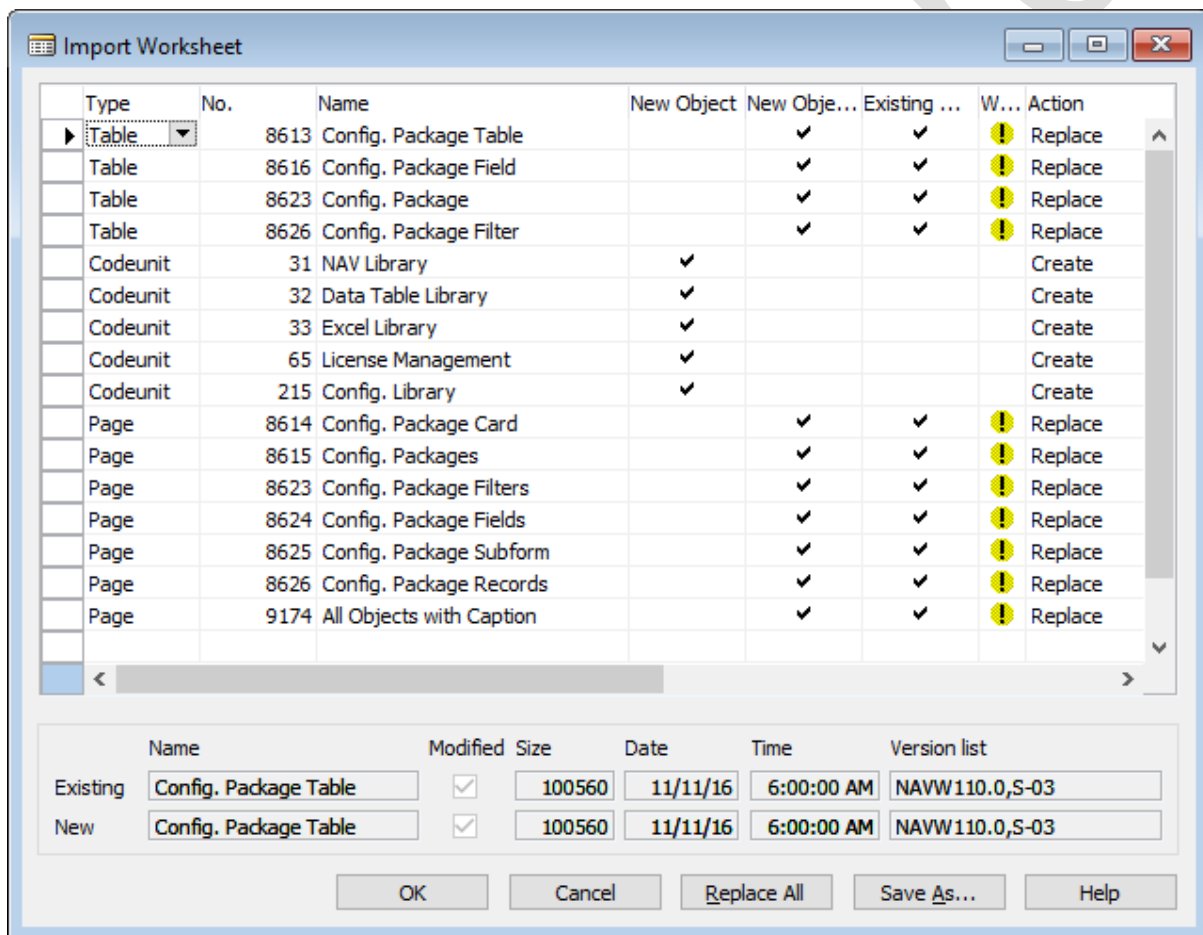 Import Worksheet
Type No. Name New Object New Obje... Existing ... W... Action
Table 8613 Config. Package Table Replace
Table 8616 Config. Package Field Replace
Table 8623 Config. Package Replace
Table 8626 Config. Package Filter Replace
Codeunit 31 NAV Library Create
Codeunit 32 Data Table Library Create
Codeunit 33 Excel Library Create
Codeunit 65 License Management Create
Codeunit 215 Config. Library Create
Page 8614 Config. Package Card Replace
Page 8615 Config. Packages Replace
Page 8623 Config. Package Filters Replace
Page 8624 Config. Package Fields Replace
Page 8625 Config. Package Subform Replace
Page 8626 Config. Package Records Replace
Page 9174 All Objects with Caption Replace
Name Modified Size Date Time Version list
Existing Config. Package Table 100560 11/11/16 6:00:00 AM NAVW110.0,S-03
New Config. Package Table 100560 11/11/16 6:00:00 AM NAVW110.0,S-03
OK Cancel Replace All Save As... Help